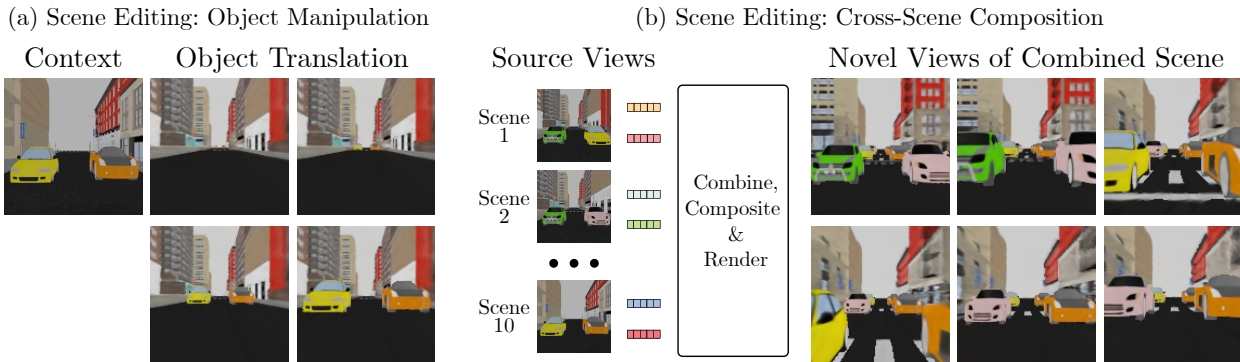 (a) Scene Editing: Object Manipulation
(b) Scene Editing: Cross-Scene Composition
Context
Object Translation
Source Views
Novel Views of Combined Scene
Scene
1
Scene
2
Scene
10
Combine,
Composite
&
Render